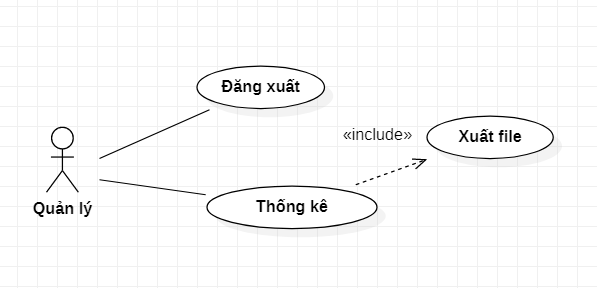 Đăng xuất
«include»
Xuất file
Quản lý
Thống kê